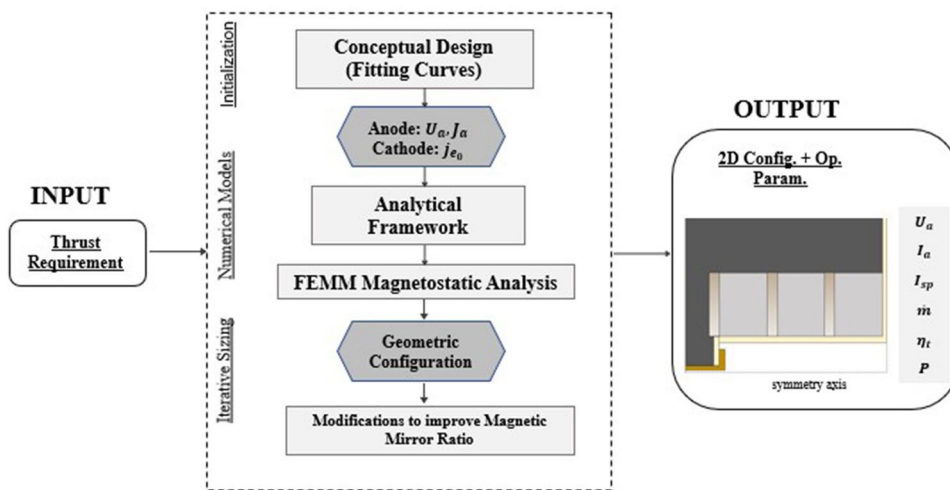 INPUT
Thrust
Requirement
Initialization
Numerical Models
Iterative Sizing
Conceptual Design
(Fitting Curves)
Anode: Uₐ, Jₐ
Cathode: jₑ₀
Analytical
Framework
FEMM Magnetostatic Analysis
Geometric
Configuration
Modifications to improve Magnetic
Mirror Ratio
OUTPUT
2D Config. + Op.
Param.
Uₐ
Iₐ
Iₛₚ
ṁ
ηₜ
P
symmetry axis